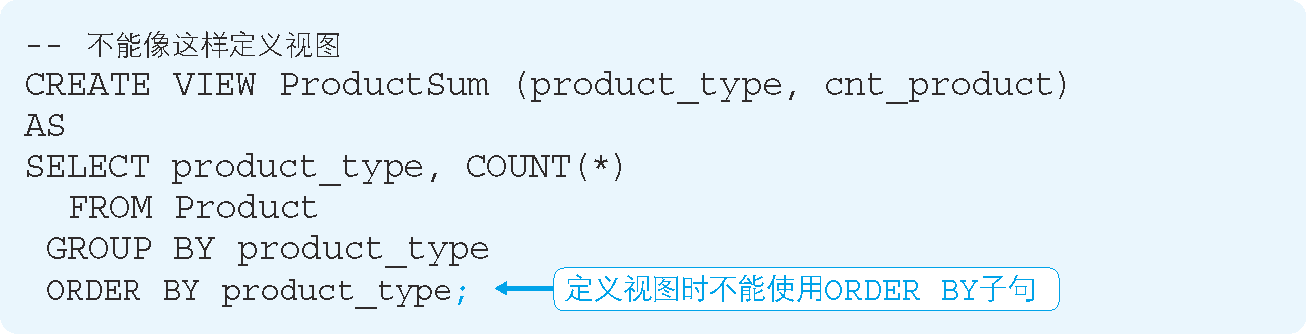 -- 不能像这样定义视图
CREATE VIEW ProductSum (product_type, cnt_product)
AS
SELECT product_type, COUNT(*)
  FROM Product
 GROUP BY product_type
 ORDER BY product_type; 定义视图时不能使用ORDER BY子句